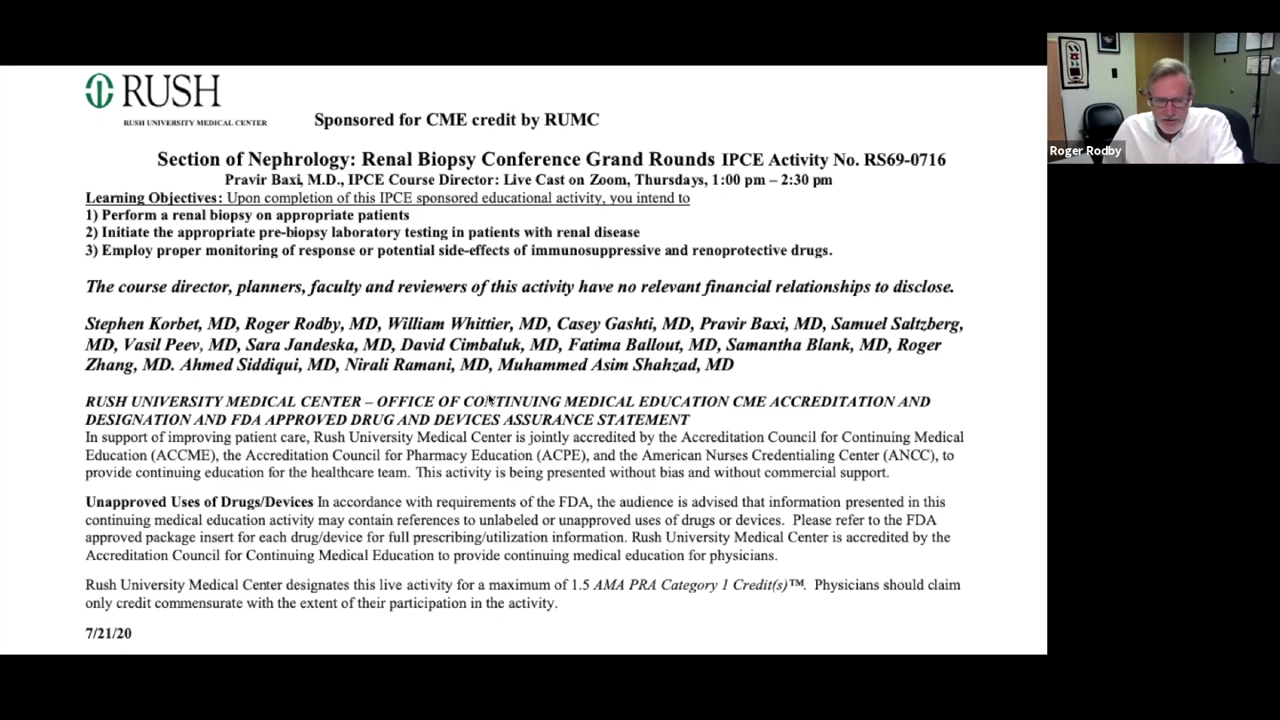 RUSH
RUSH UNIVERSITY MEDICAL CENTER
Sponsored for CME credit by RUMC
Section of Nephrology: Renal Biopsy Conference Grand Rounds IPCE Activity No. RS69-0716
Pravir Baxi, M.D., IPCE Course Director: Live Cast on Zoom, Thursdays, 1:00 pm – 2:30 pm
Learning Objectives: Upon completion of this IPCE sponsored educational activity, you intend to
1) Perform a renal biopsy on appropriate patients
2) Initiate the appropriate pre-biopsy laboratory testing in patients with renal disease
3) Employ proper monitoring of response or potential side-effects of immunosuppressive and renoprotective drugs.
The course director, planners, faculty and reviewers of this activity have no relevant financial relationships to disclose.
Stephen Korbet, MD, Roger Rodby, MD, William Whittier, MD, Casey Gashti, MD, Pravir Baxi, MD, Samuel Saltzberg,
MD, Vasil Peev, MD, Sara Jandeska, MD, David Cimbaluk, MD, Fatima Ballout, MD, Samantha Blank, MD, Roger
Zhang, MD. Ahmed Siddiqui, MD, Nirali Ramani, MD, Muhammed Asim Shahzad, MD
RUSH UNIVERSITY MEDICAL CENTER – OFFICE OF CONTINUING MEDICAL EDUCATION CME ACCREDITATION AND
DESIGNATION AND FDA APPROVED DRUG AND DEVICES ASSURANCE STATEMENT
In support of improving patient care, Rush University Medical Center is jointly accredited by the Accreditation Council for Continuing Medical
Education (ACCME), the Accreditation Council for Pharmacy Education (ACPE), and the American Nurses Credentialing Center (ANCC), to
provide continuing education for the healthcare team. This activity is being presented without bias and without commercial support.
Unapproved Uses of Drugs/Devices In accordance with requirements of the FDA, the audience is advised that information presented in this
continuing medical education activity may contain references to unlabeled or unapproved uses of drugs or devices. Please refer to the FDA
approved package insert for each drug/device for full prescribing/utilization information. Rush University Medical Center is accredited by the
Accreditation Council for Continuing Medical Education to provide continuing medical education for physicians.
Rush University Medical Center designates this live activity for a maximum of 1.5 AMA PRA Category 1 Credit(s)™. Physicians should claim
only credit commensurate with the extent of their participation in the activity.
7/21/20
Roger Rodby